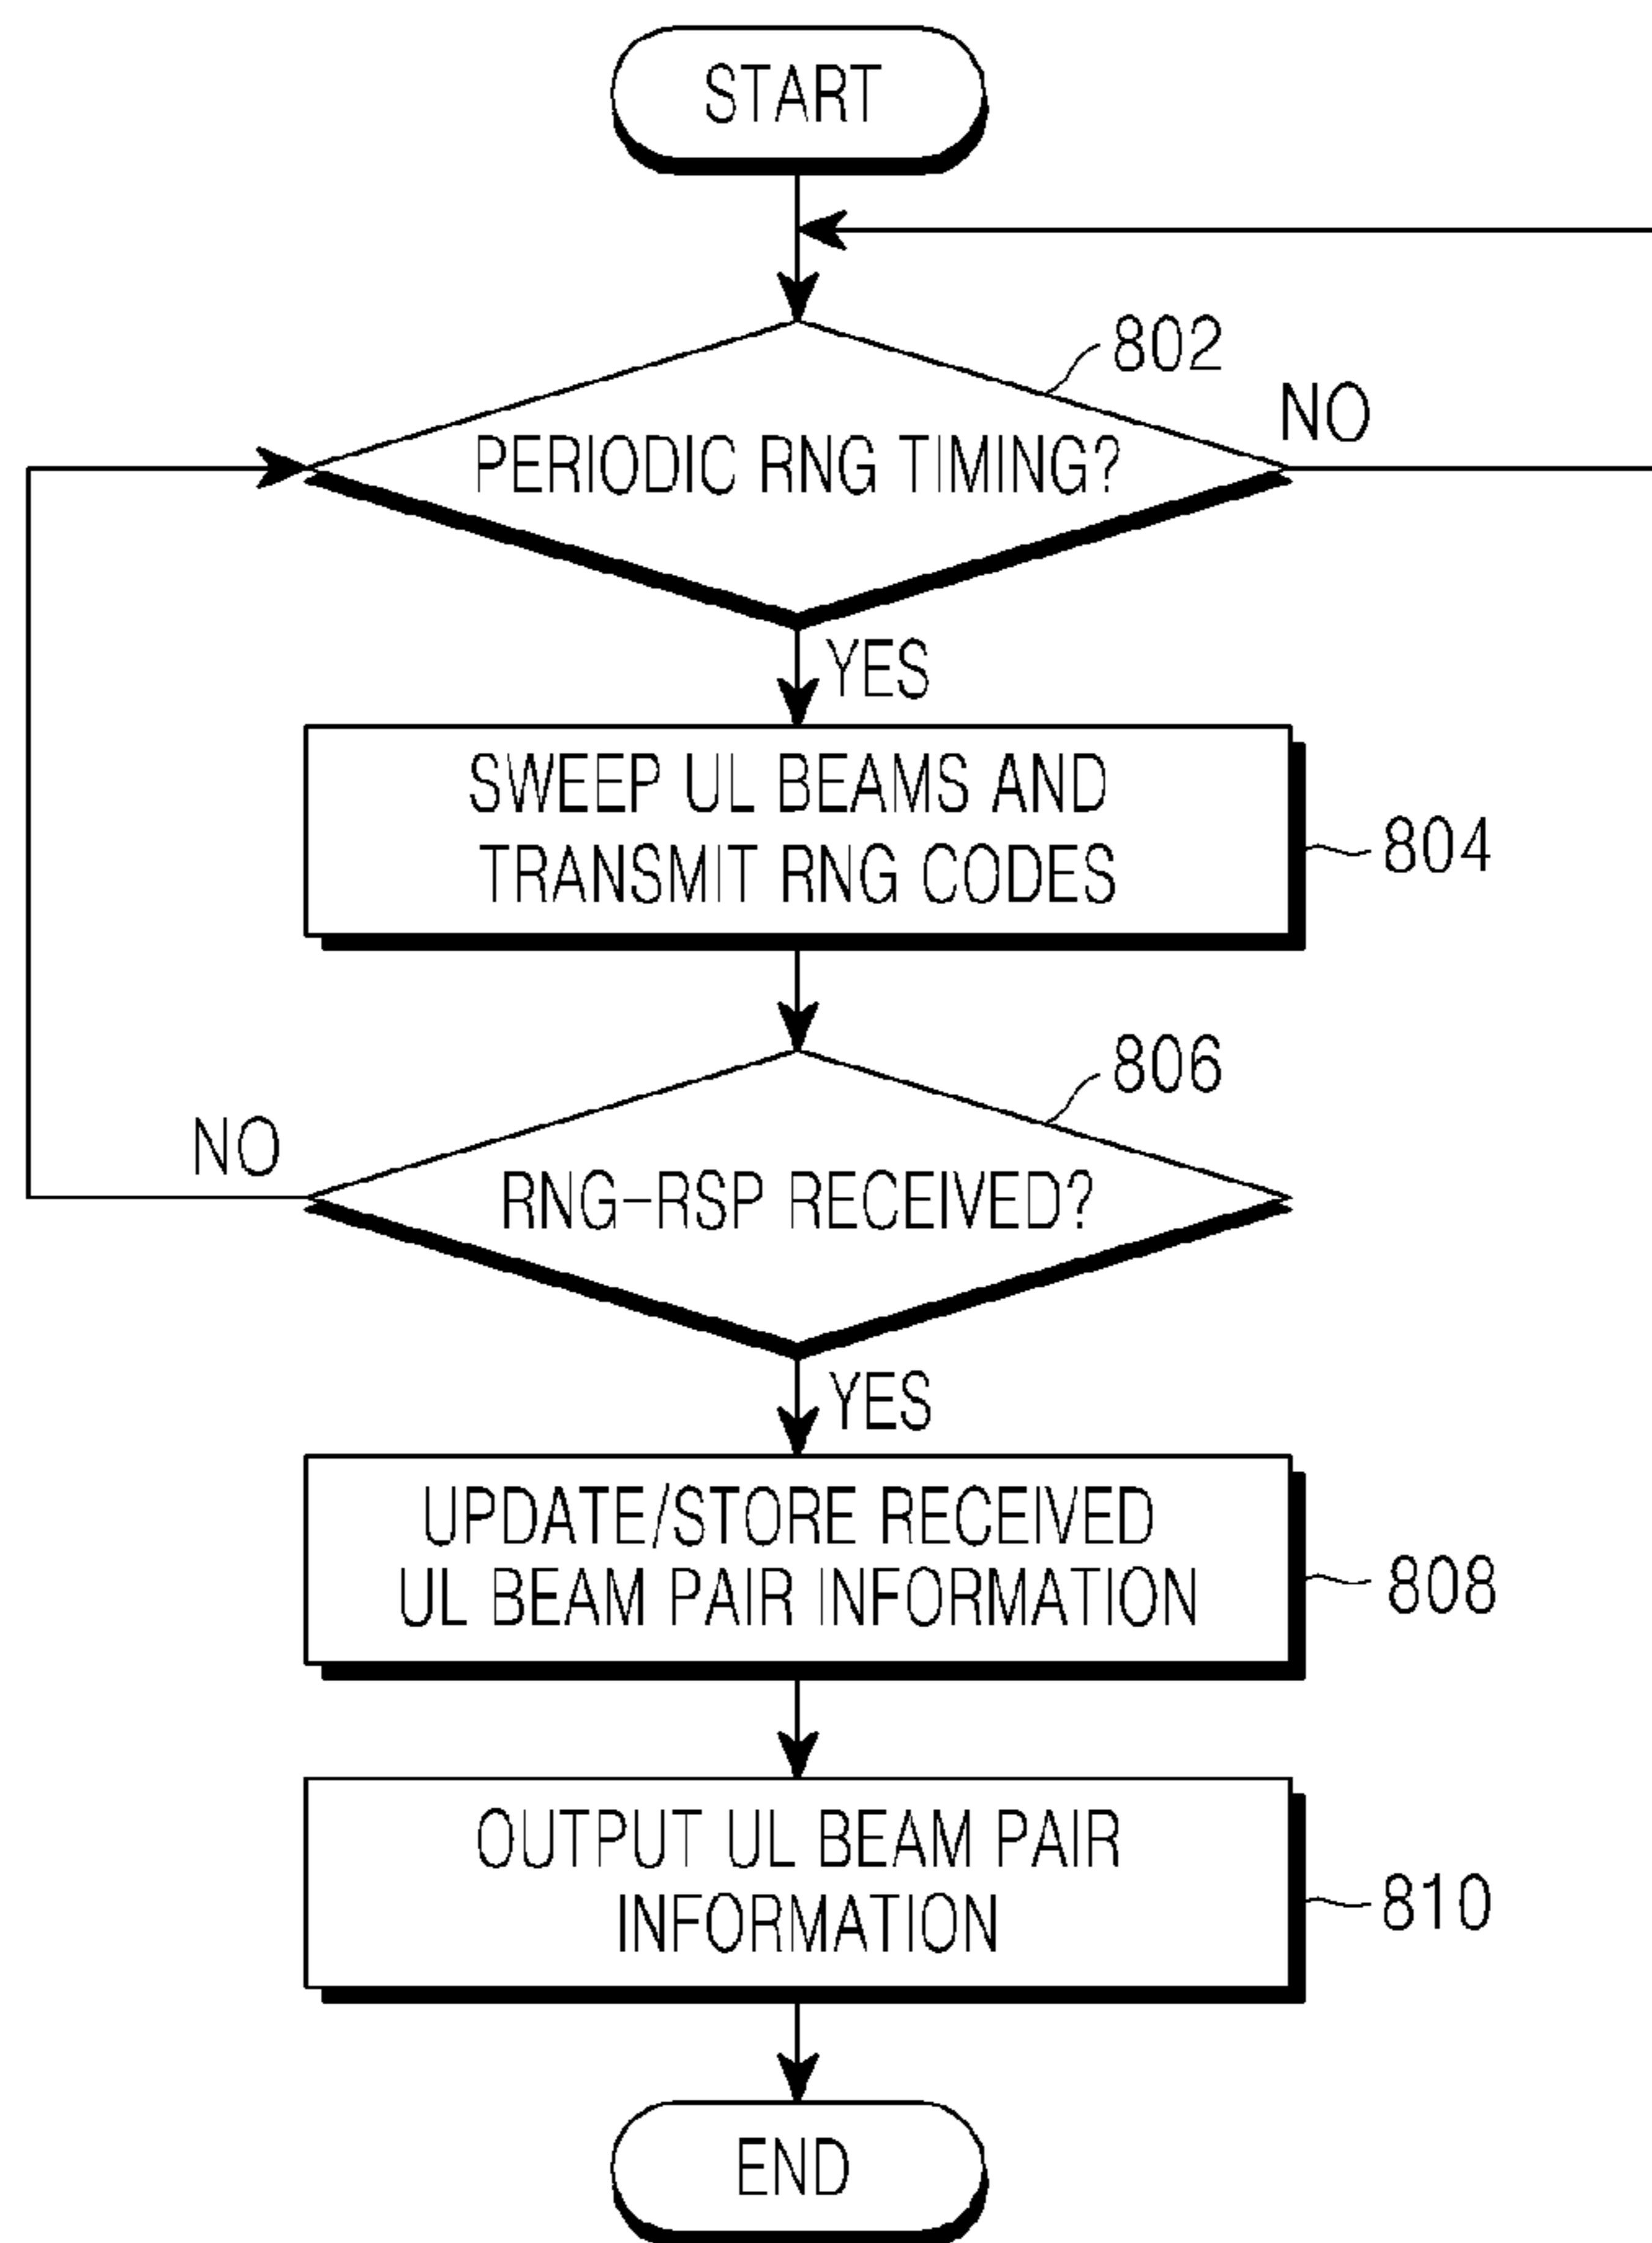 START
802
NO
PERIODIC RNG TIMING?
YES
SWEEP UL BEAMS AND
TRANSMIT RNG CODES
804
806
NO
RNG-RSP RECEIVED?
YES
UPDATE/STORE RECEIVED
UL BEAM PAIR INFORMATION
808
OUTPUT UL BEAM PAIR
INFORMATION
810
END